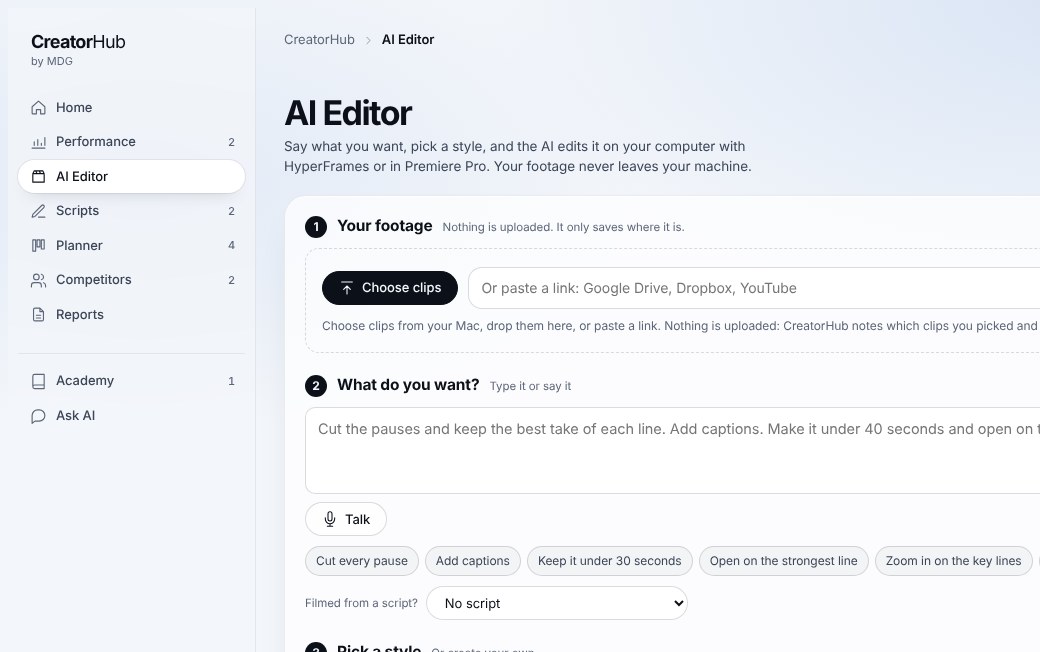 CreatorHub
by MDG
Home
Performance 2
AI Editor
Scripts 2
Planner 4
Competitors 2
Reports
Academy 1
Ask AI
CreatorHub > AI Editor
AI Editor
Say what you want, pick a style, and the AI edits it on your computer with
HyperFrames or in Premiere Pro. Your footage never leaves your machine.
1 Your footage Nothing is uploaded. It only saves where it is.
Choose clips Or paste a link: Google Drive, Dropbox, YouTube
Choose clips from your Mac, drop them here, or paste a link. Nothing is uploaded: CreatorHub notes which clips you picked and
2 What do you want? Type it or say it
Cut the pauses and keep the best take of each line. Add captions. Make it under 40 seconds and open on
Talk
Cut every pause Add captions Keep it under 30 seconds Open on the strongest line Zoom in on the key lines
Filmed from a script? No script
3 Pick a style Or create your own